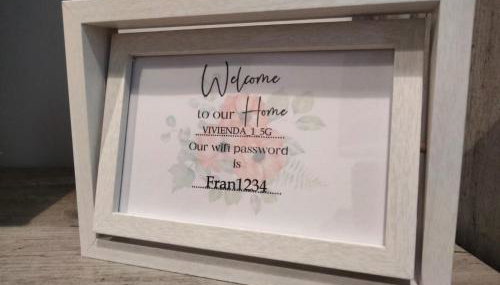 Welcome
to our Home
VIVIENDA_1_5G
Our wifi password
is
Fran1234